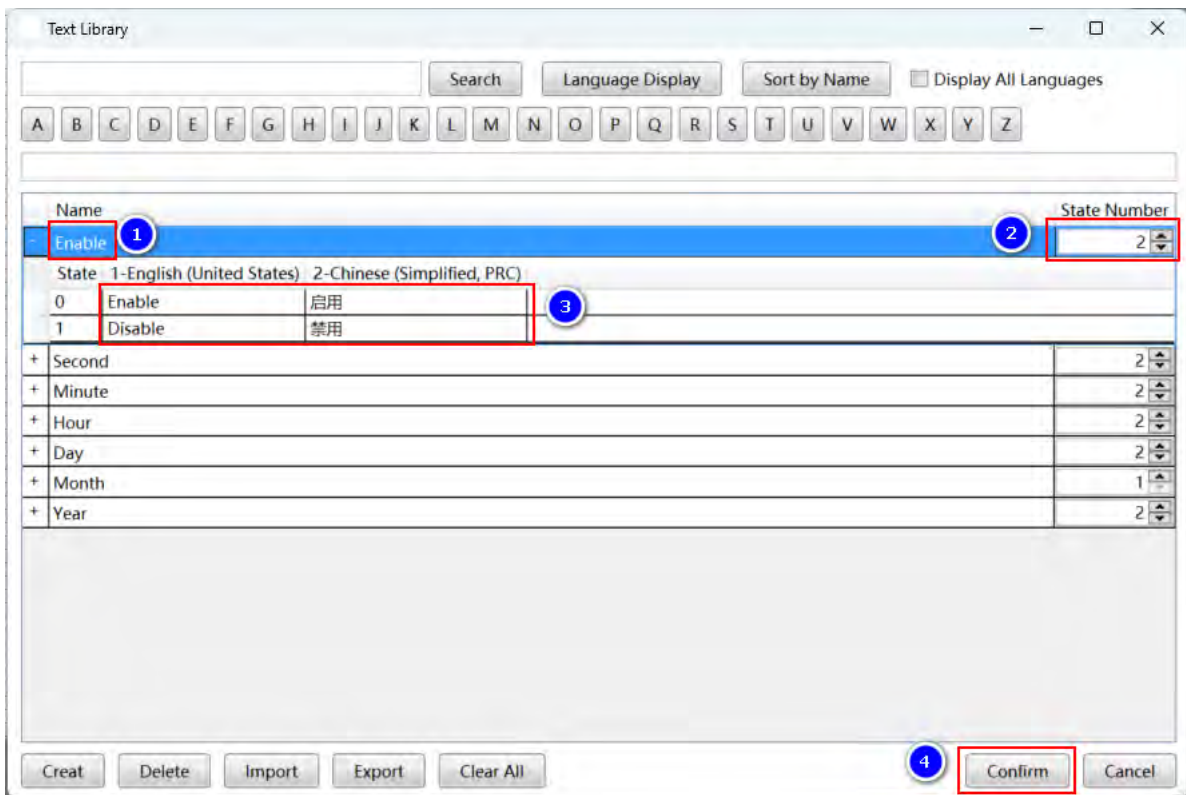 Text Library
Search Language Display Sort by Name Display All Languages
A B C D E F G H I J K L M N O P Q R S T U V W X Y Z
Name State Number
- Enable 1 2 2
State 1-English (United States) 2-Chinese (Simplified, PRC)
0 Enable 启用
3
1 Disable 禁用
+ Second 2
+ Minute 2
+ Hour 2
+ Day 2
+ Month 1
+ Year 2
Creat Delete Import Export Clear All 4 Confirm Cancel